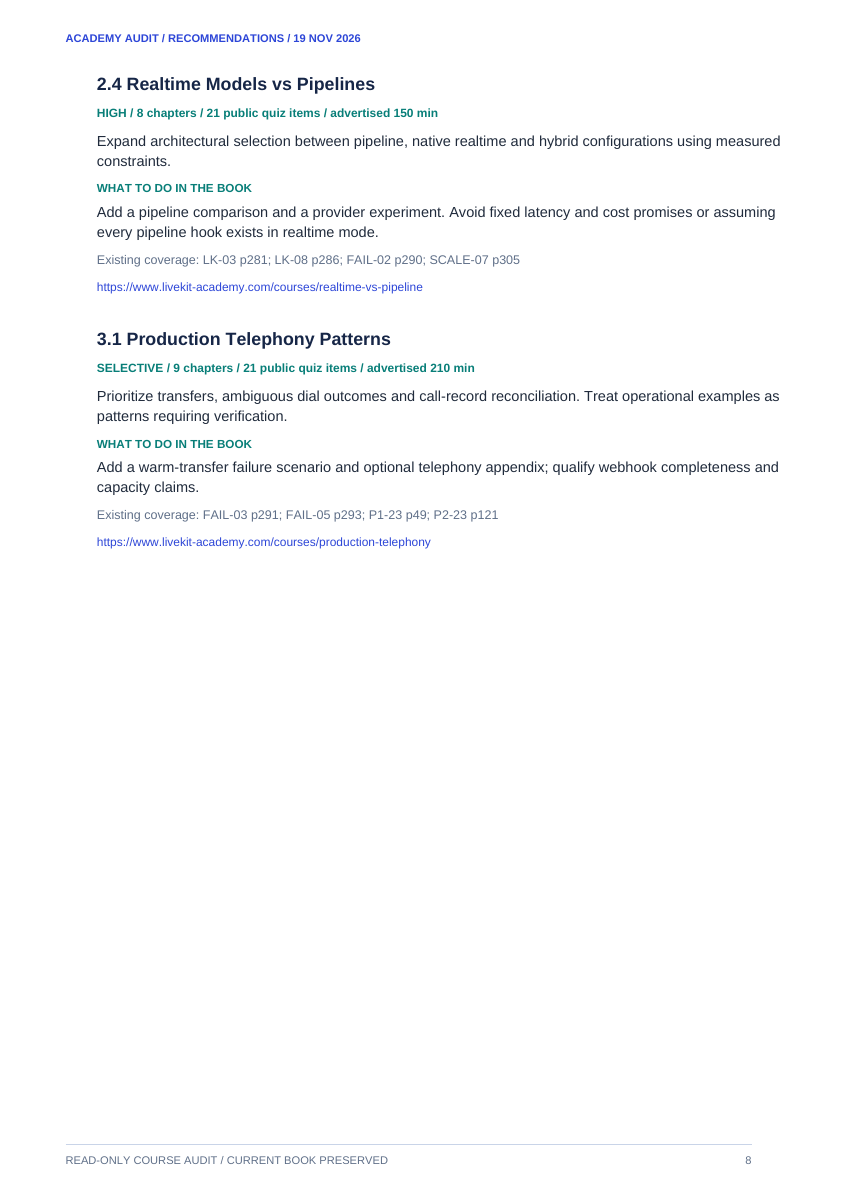 ACADEMY AUDIT / RECOMMENDATIONS / 19 NOV 2026
2.4 Realtime Models vs Pipelines
HIGH / 8 chapters / 21 public quiz items / advertised 150 min
Expand architectural selection between pipeline, native realtime and hybrid configurations using measured
constraints.
WHAT TO DO IN THE BOOK
Add a pipeline comparison and a provider experiment. Avoid fixed latency and cost promises or assuming
every pipeline hook exists in realtime mode.
Existing coverage: LK-03 p281; LK-08 p286; FAIL-02 p290; SCALE-07 p305
https://www.livekit-academy.com/courses/realtime-vs-pipeline
3.1 Production Telephony Patterns
SELECTIVE / 9 chapters / 21 public quiz items / advertised 210 min
Prioritize transfers, ambiguous dial outcomes and call-record reconciliation. Treat operational examples as
patterns requiring verification.
WHAT TO DO IN THE BOOK
Add a warm-transfer failure scenario and optional telephony appendix; qualify webhook completeness and
capacity claims.
Existing coverage: FAIL-03 p291; FAIL-05 p293; P1-23 p49; P2-23 p121
https://www.livekit-academy.com/courses/production-telephony
READ-ONLY COURSE AUDIT / CURRENT BOOK PRESERVED
8